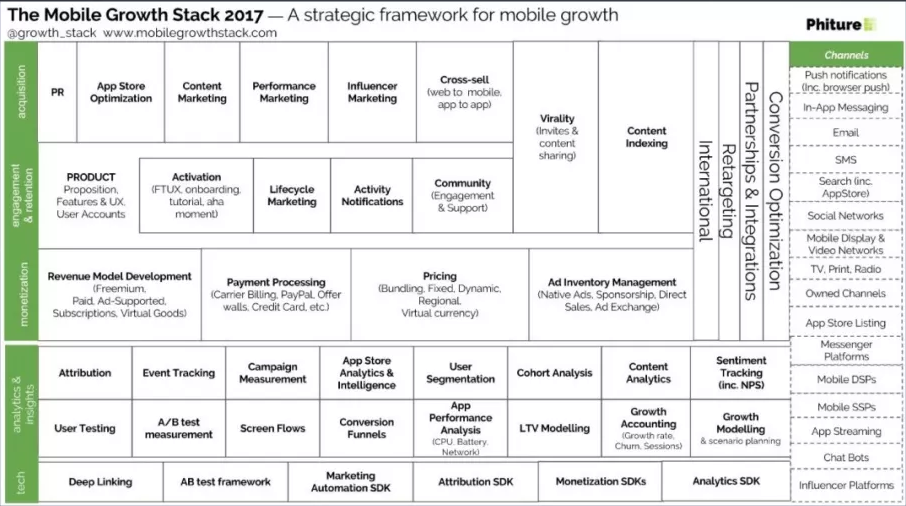 The Mobile Growth Stack 2017 — A strategic framework for mobile growth
@growth_stack www.mobilegrowthstack.com
Phiture
acquisition
PR
App Store
Optimization
Content
Marketing
Performance
Marketing
Influencer
Marketing
Cross-sell
(web to mobile,
app to app)
Virality
(Invites &
content
sharing)
Content
Indexing
International
Retargeting
Partnerships & Integrations
Conversion Optimization
engagement
& retention
PRODUCT
Proposition,
Features & UX,
User Accounts
Activation
(FTUX, onboarding,
tutorial, aha
moment)
Lifecycle
Marketing
Activity
Notifications
Community
(Engagement
& Support)
monetization
Revenue Model Development
(Freemium,
Paid, Ad-Supported,
Subscriptions, Virtual Goods)
Payment Processing
(Carrier Billing, PayPal, Offer
walls, Credit Card, etc.)
Pricing
(Bundling, Fixed, Dynamic,
Regional,
Virtual currency)
Ad Inventory Management
(Native Ads, Sponsorship, Direct
Sales, Ad Exchange)
analytics &
insights
Attribution
Event Tracking
Campaign
Measurement
App Store
Analytics &
Intelligence
User
Segmentation
Cohort Analysis
Content
Analytics
Sentiment
Tracking
(inc. NPS)
User Testing
A/B test
measurement
Screen Flows
Conversion
Funnels
App
Performance
Analysis
(CPU, Battery,
Network)
LTV Modelling
Growth
Accounting
(Growth rate,
Churn, Sessions)
Growth
Modelling
& scenario planning
tech
Deep Linking
AB test framework
Marketing
Automation SDK
Attribution SDK
Monetization SDKs
Analytics SDK
Channels
Push notifications
(Inc. browser push)
In-App Messaging
Email
SMS
Search (inc.
AppStore)
Social Networks
Mobile Display &
Video Networks
TV, Print, Radio
Owned Channels
App Store Listing
Messenger
Platforms
Mobile DSPs
Mobile SSPs
App Streaming
Chat Bots
Influencer Platforms